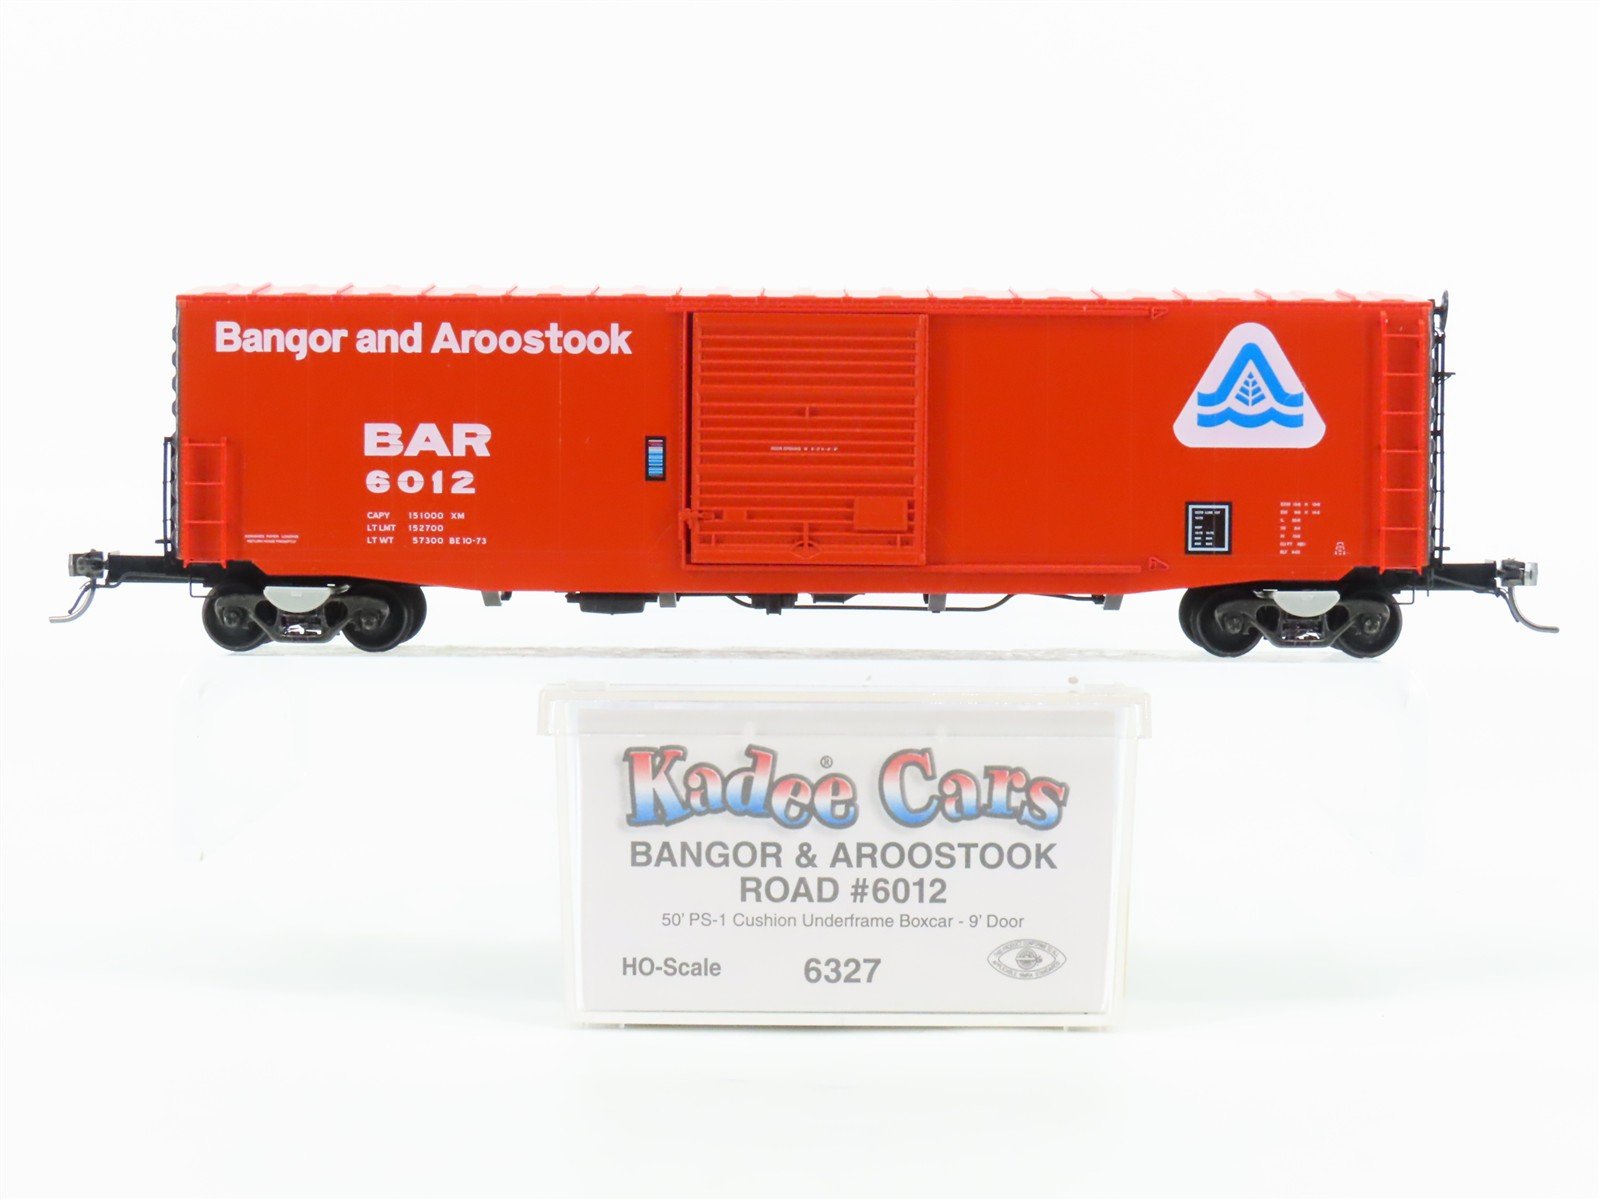 Bangor and Aroostook
BAR
6012
CAPY 151000 XM
LT LMT 152700
LT WT 57300 BE 10-73
Kadee® Cars
BANGOR & AROOSTOOK
ROAD #6012
50' PS-1 Cushion Underframe Boxcar - 9' Door
HO-Scale 6327